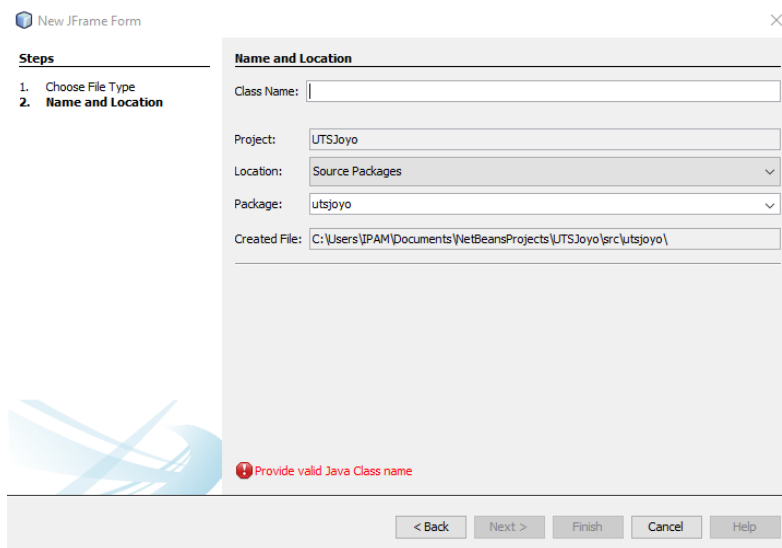 New JFrame Form
Steps
1. Choose File Type
2. Name and Location
Name and Location
Class Name:
Project: UTSJoyo
Location: Source Packages
Package: utsjoyo
Created File: C:\Users\IPAM\Documents\NetBeansProjects\UTSJoyo\src\utsjoyo\
Provide valid Java Class name
< Back Next > Finish Cancel Help